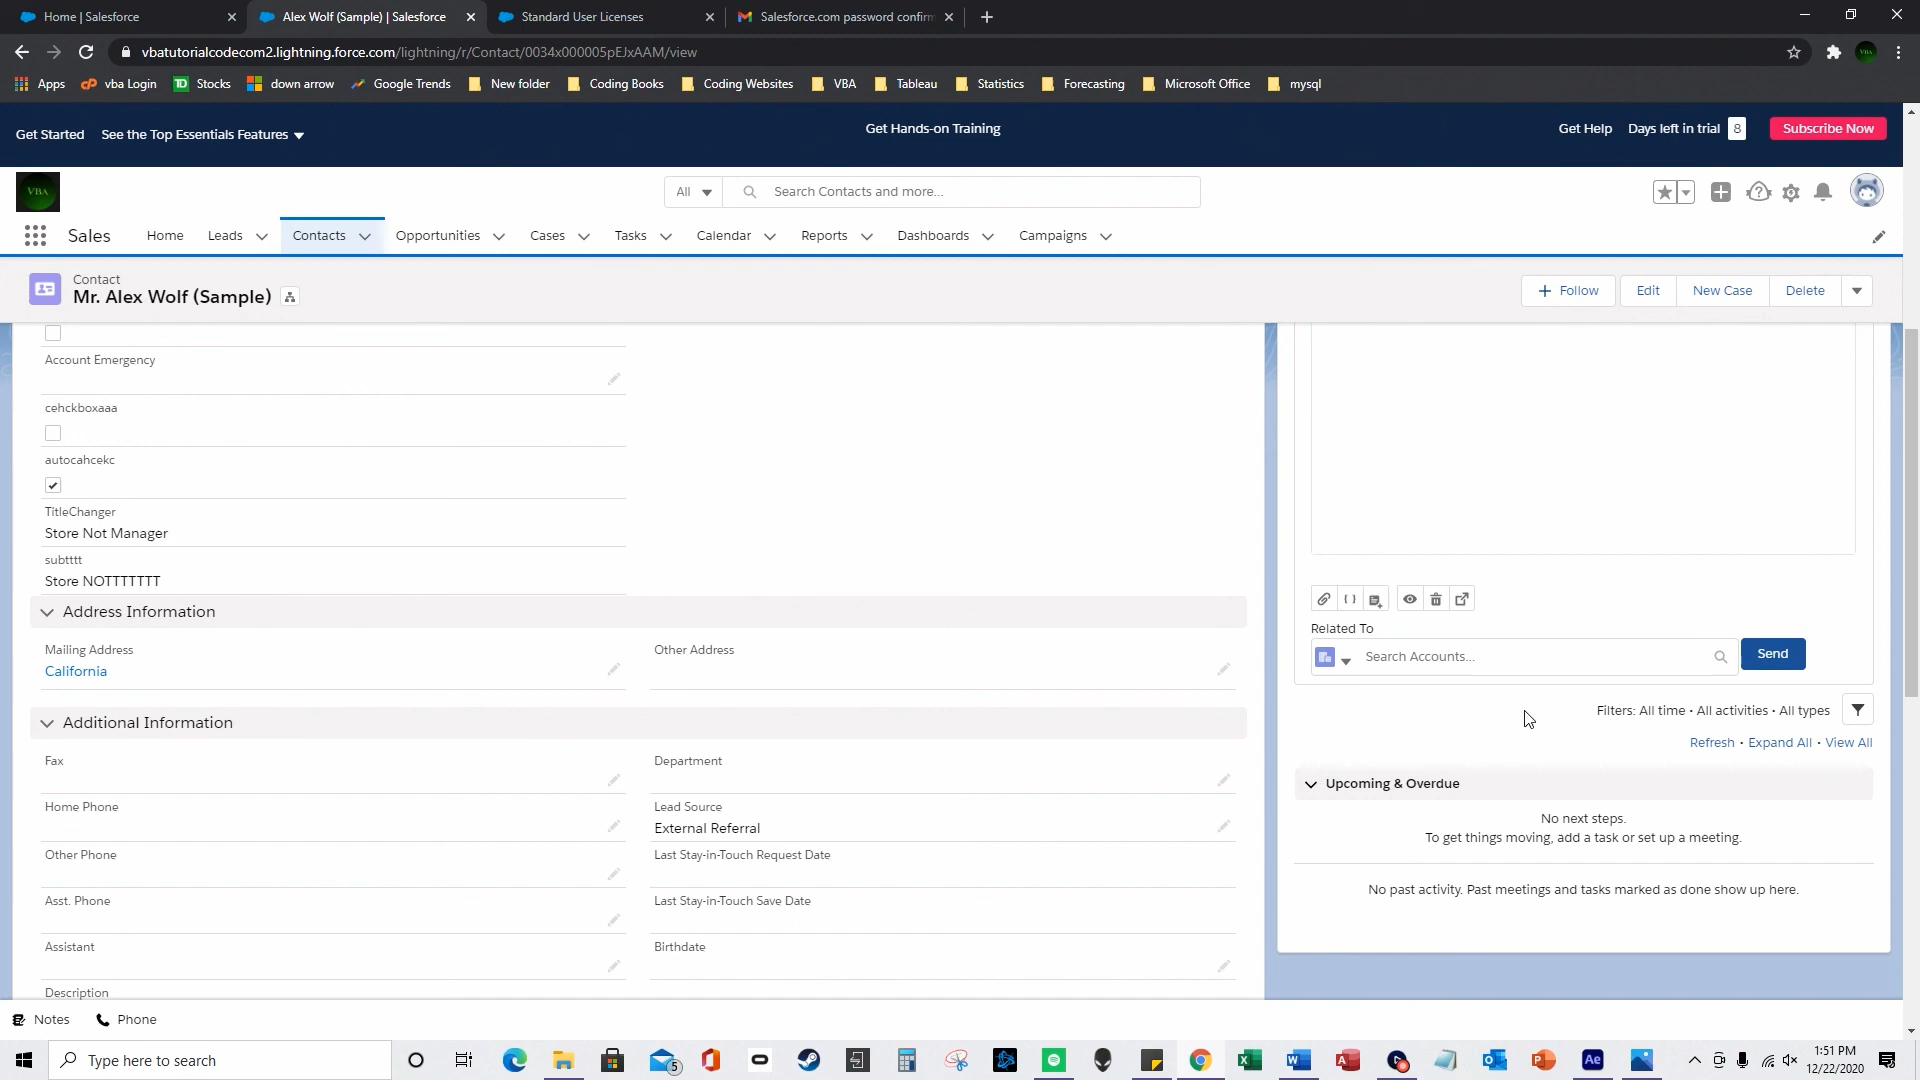 Home | Salesforce
Alex Wolf (Sample) | Salesforce
Standard User Licenses
Salesforce.com password confirm
vbatutorialcodecom2.lightning.force.com/lightning/r/Contact/0034x000005pEJxAAM/view
Apps
vba Login
Stocks
down arrow
Google Trends
New folder
Coding Books
Coding Websites
VBA
Tableau
Statistics
Forecasting
Microsoft Office
mysql
Get Started
See the Top Essentials Features
Get Hands-on Training
Get Help
Days left in trial 8
Subscribe Now
VBA
All
Search Contacts and more...
Sales
Home
Leads
Contacts
Opportunities
Cases
Tasks
Calendar
Reports
Dashboards
Campaigns
Contact
Mr. Alex Wolf (Sample)
Follow
Edit
New Case
Delete
Account Emergency
cehckboxaaa
autocahcekc
TitleChanger
Store Not Manager
subtttt
Store NOTTTTTTT
Address Information
Mailing Address
California
Other Address
Additional Information
Fax
Department
Home Phone
Lead Source
External Referral
Other Phone
Last Stay-in-Touch Request Date
Asst. Phone
Last Stay-in-Touch Save Date
Assistant
Birthdate
Description
Related To
Search Accounts...
Send
Filters: All time • All activities • All types
Refresh • Expand All • View All
Upcoming & Overdue
No next steps.
To get things moving, add a task or set up a meeting.
No past activity. Past meetings and tasks marked as done show up here.
Notes
Phone
Type here to search
5
1:51 PM
12/22/2020